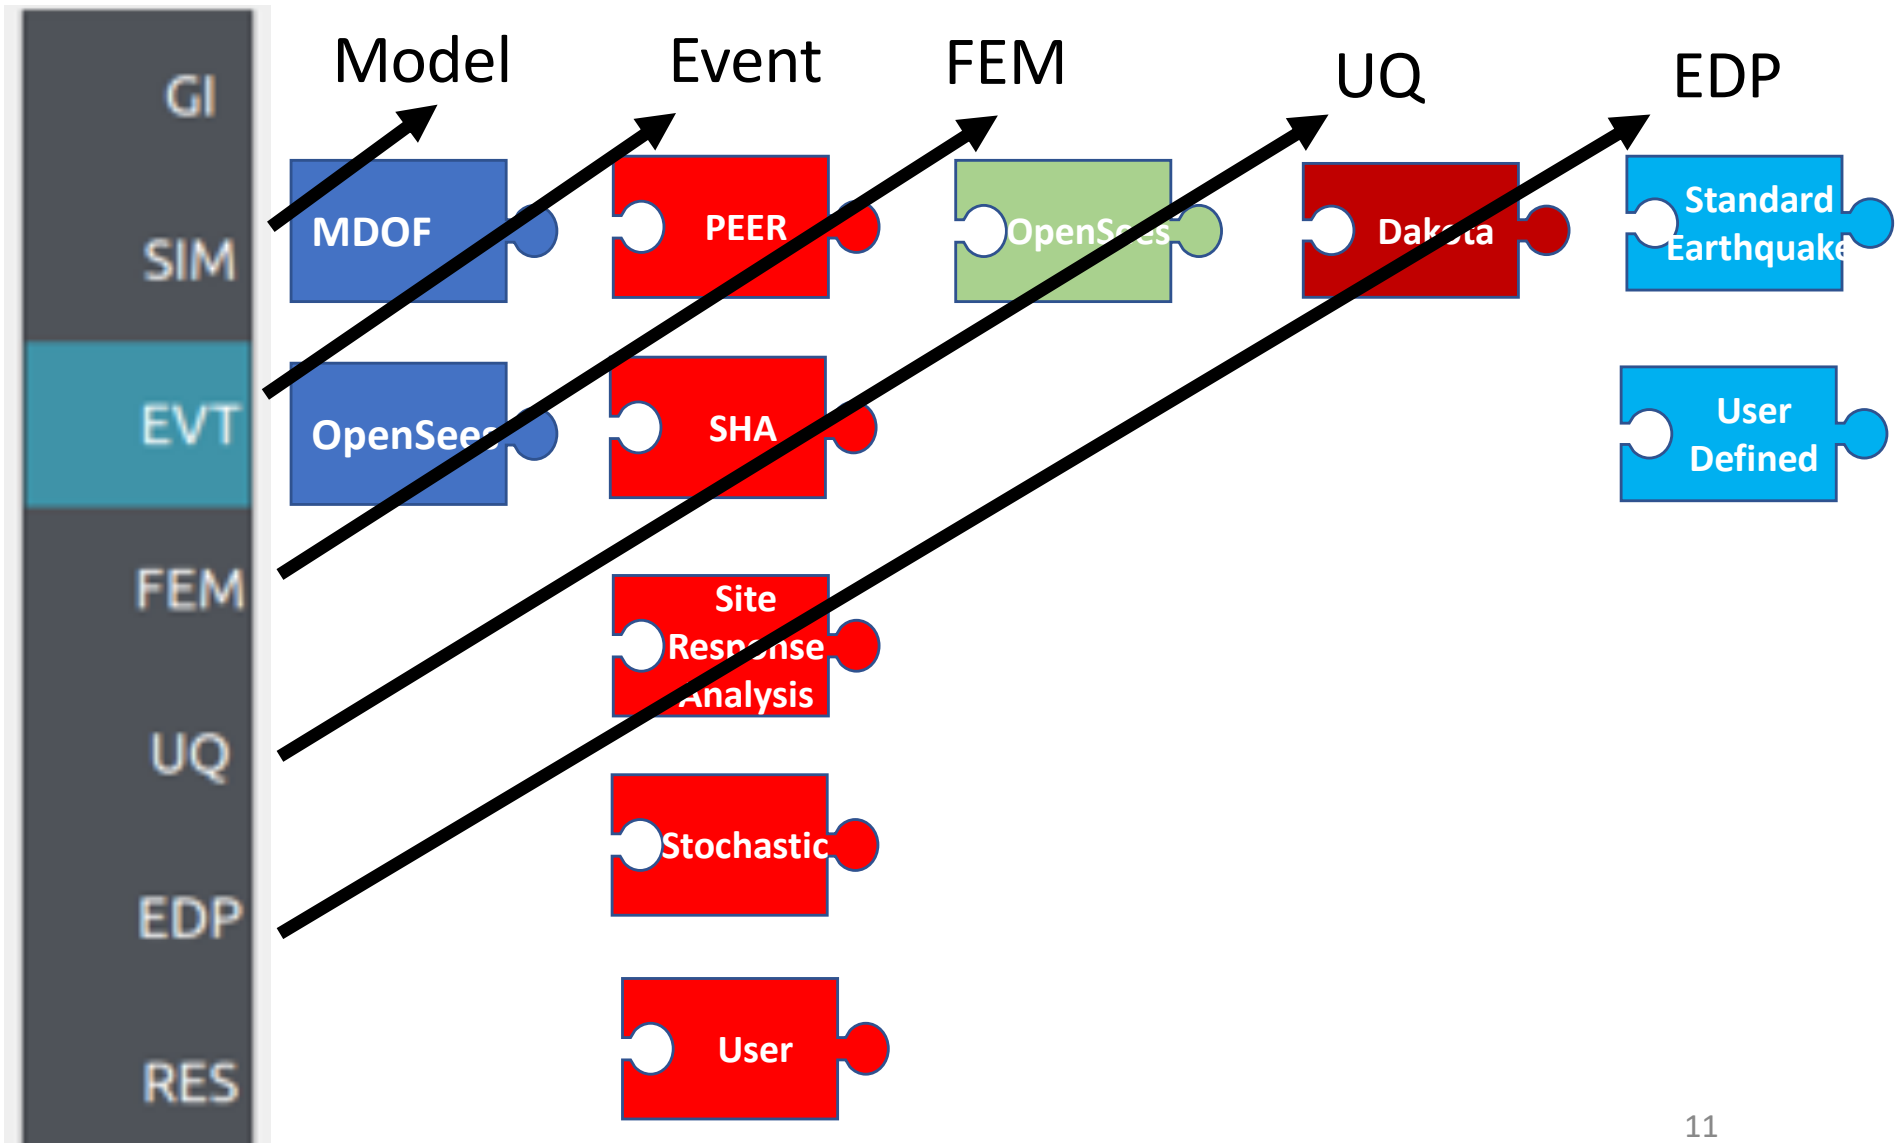 GI
SIM
EVT
FEM
UQ
EDP
RES
Model
Event
FEM
UQ
EDP
MDOF
OpenSees
PEER
SHA
Site
Response
Analysis
Stochastic
User
OpenSees
Dakota
Standard
Earthquake
User
Defined
11